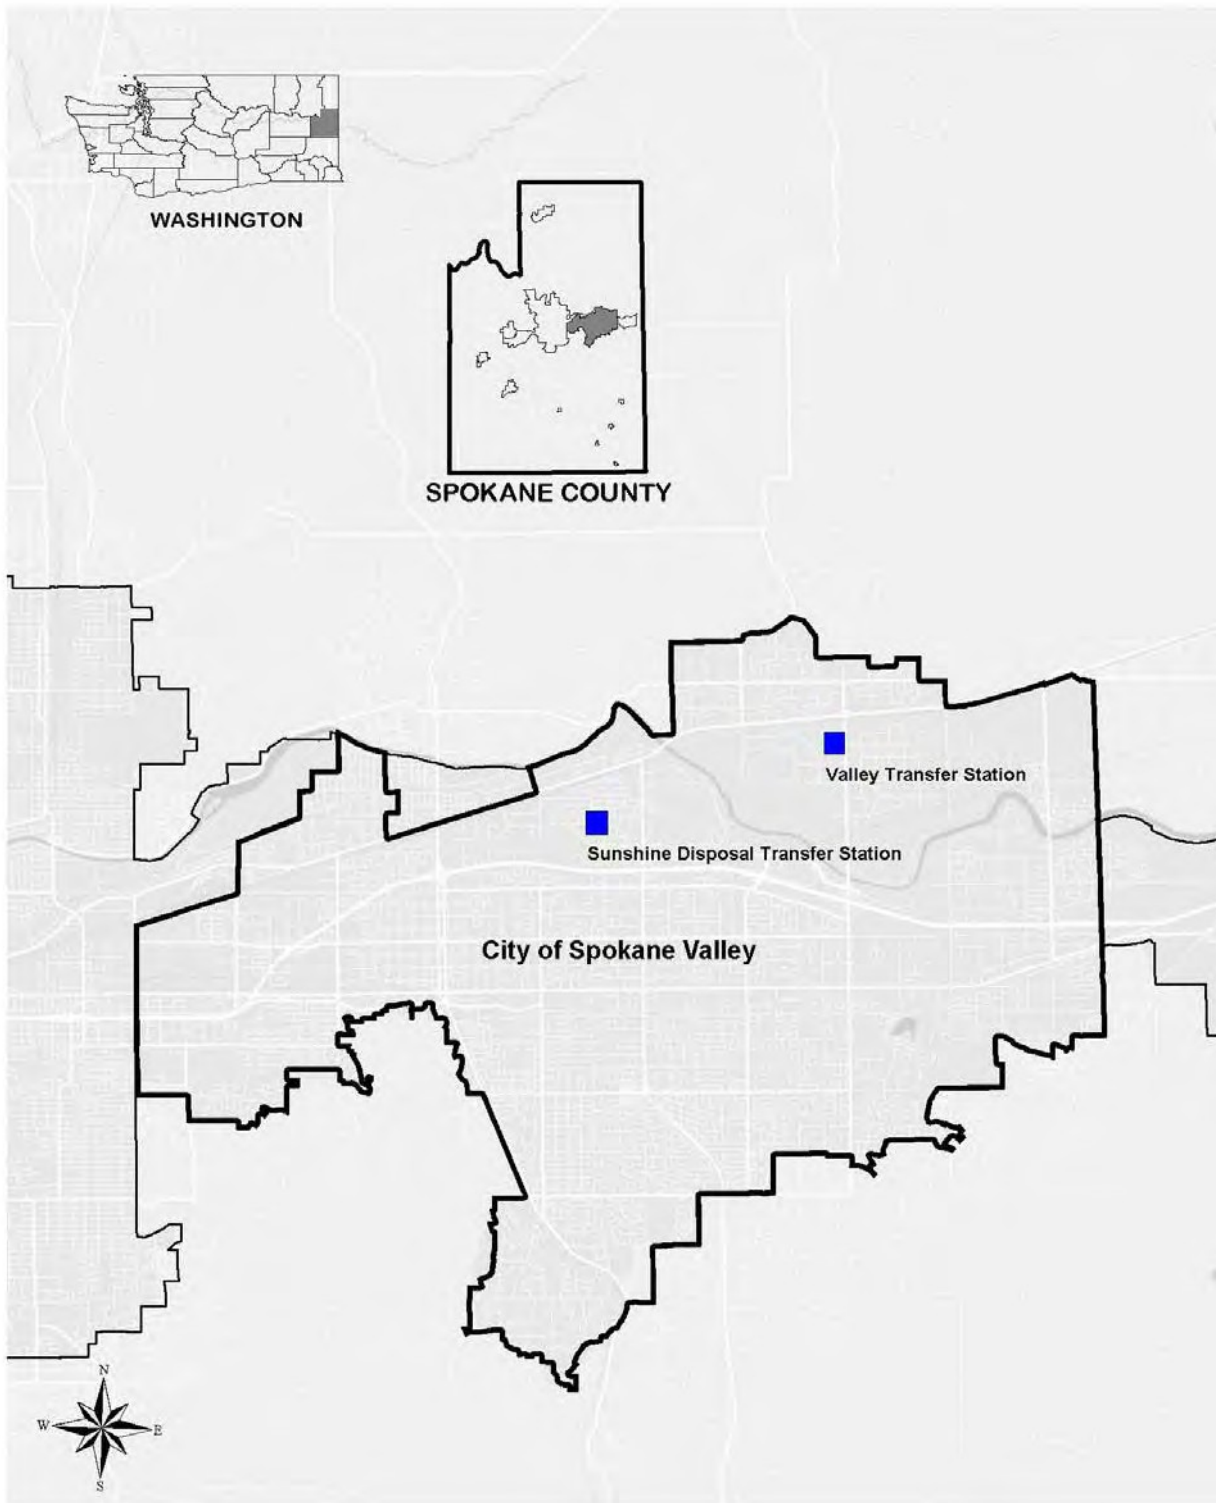 WASHINGTON
SPOKANE COUNTY
Valley Transfer Station
Sunshine Disposal Transfer Station
City of Spokane Valley
N
W E
S